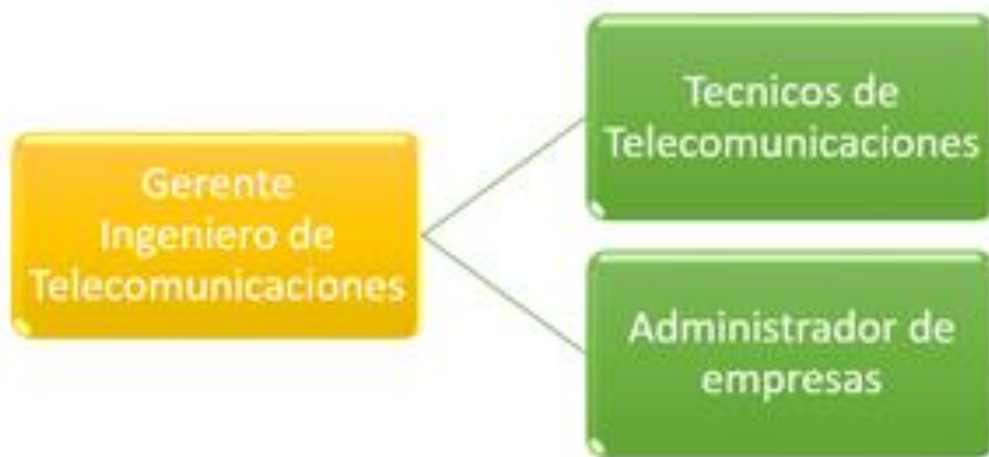 Gerente
Ingeniero de
Telecomunicaciones
Tecnicos de
Telecomunicaciones
Administrador de
empresas